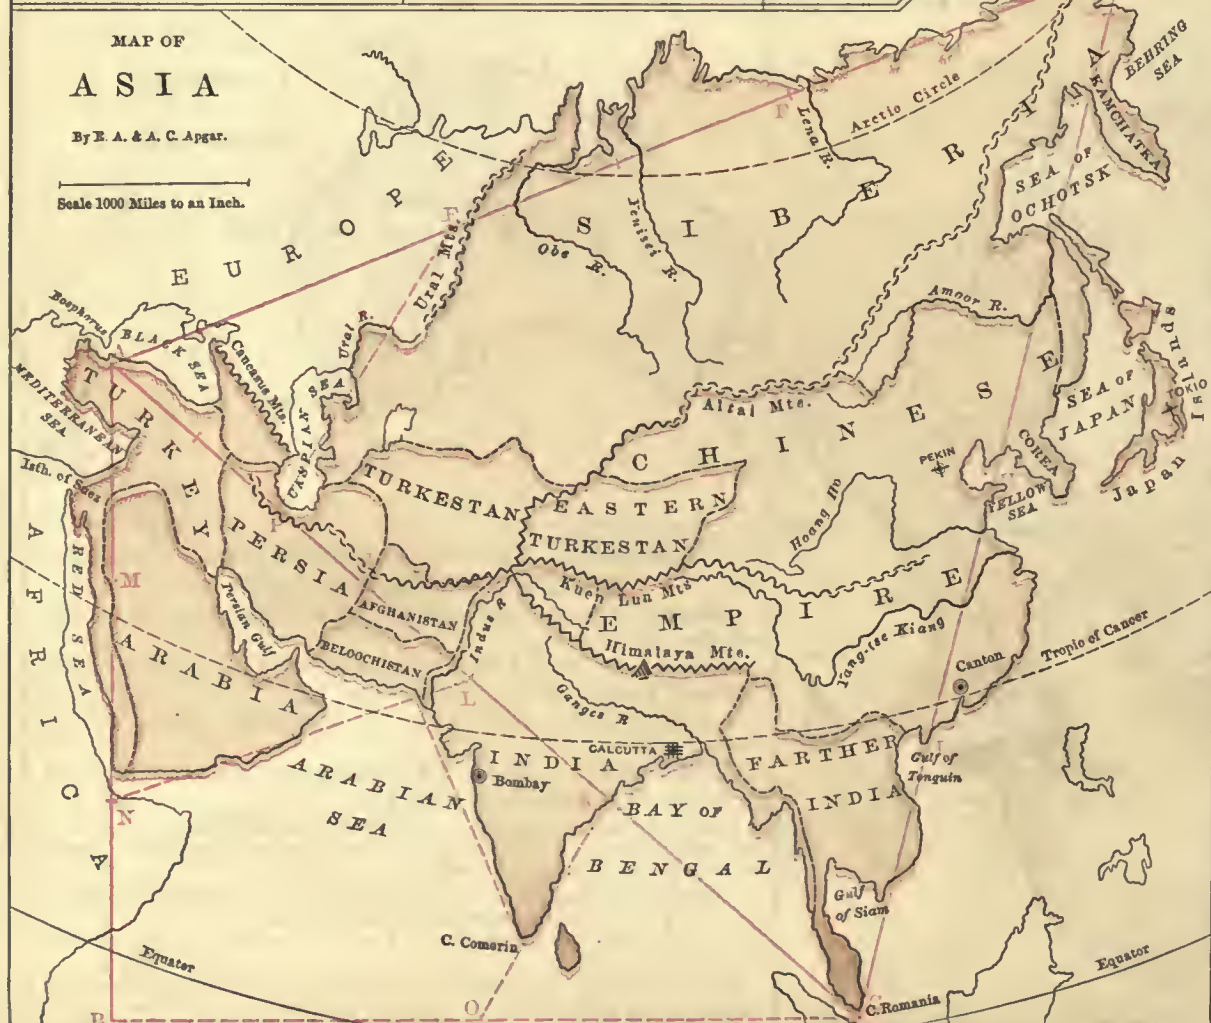 MAP OF
ASIA
By E. A. & A. C. Apgar.
Scale 1000 Miles to an Inch.
EUROPE
SIBERIA
KAMCHATKA
BEHRING
SEA
Arctic Circle
Lena R.
Yenisei R.
Obe R.
Ural Mts.
Ural R.
SEA OF
OCHOTSK
Amoor R.
Bosphorus
BLACK SEA
Caucasus Mts.
CASPIAN SEA
MEDITERRANEAN
SEA
TURKEY
Isth. of Suez
Altai Mts.
CHINESE
EMPIRE
PEKIN
COREA
YELLOW
SEA
SEA OF
JAPAN
TOKIO
Japan Islands
TURKESTAN
EASTERN
TURKESTAN
Hoang Ho
Kuen Lun Mts
PERSIA
AFGHANISTAN
BELOOCHISTAN
Indus R
Persian Gulf
RED SEA
AFRICA
ARABIA
Himalaya Mts.
Yang-tse Kiang
Canton
Tropic of Cancer
Ganges R
CALCUTTA
INDIA
Bombay
FARTHER
INDIA
Gulf of
Tonquin
ARABIAN
SEA
BAY OF
BENGAL
Gulf
of Siam
C. Comorin
Equator
Equator
C. Romania
E
F
M
L
I
N
O